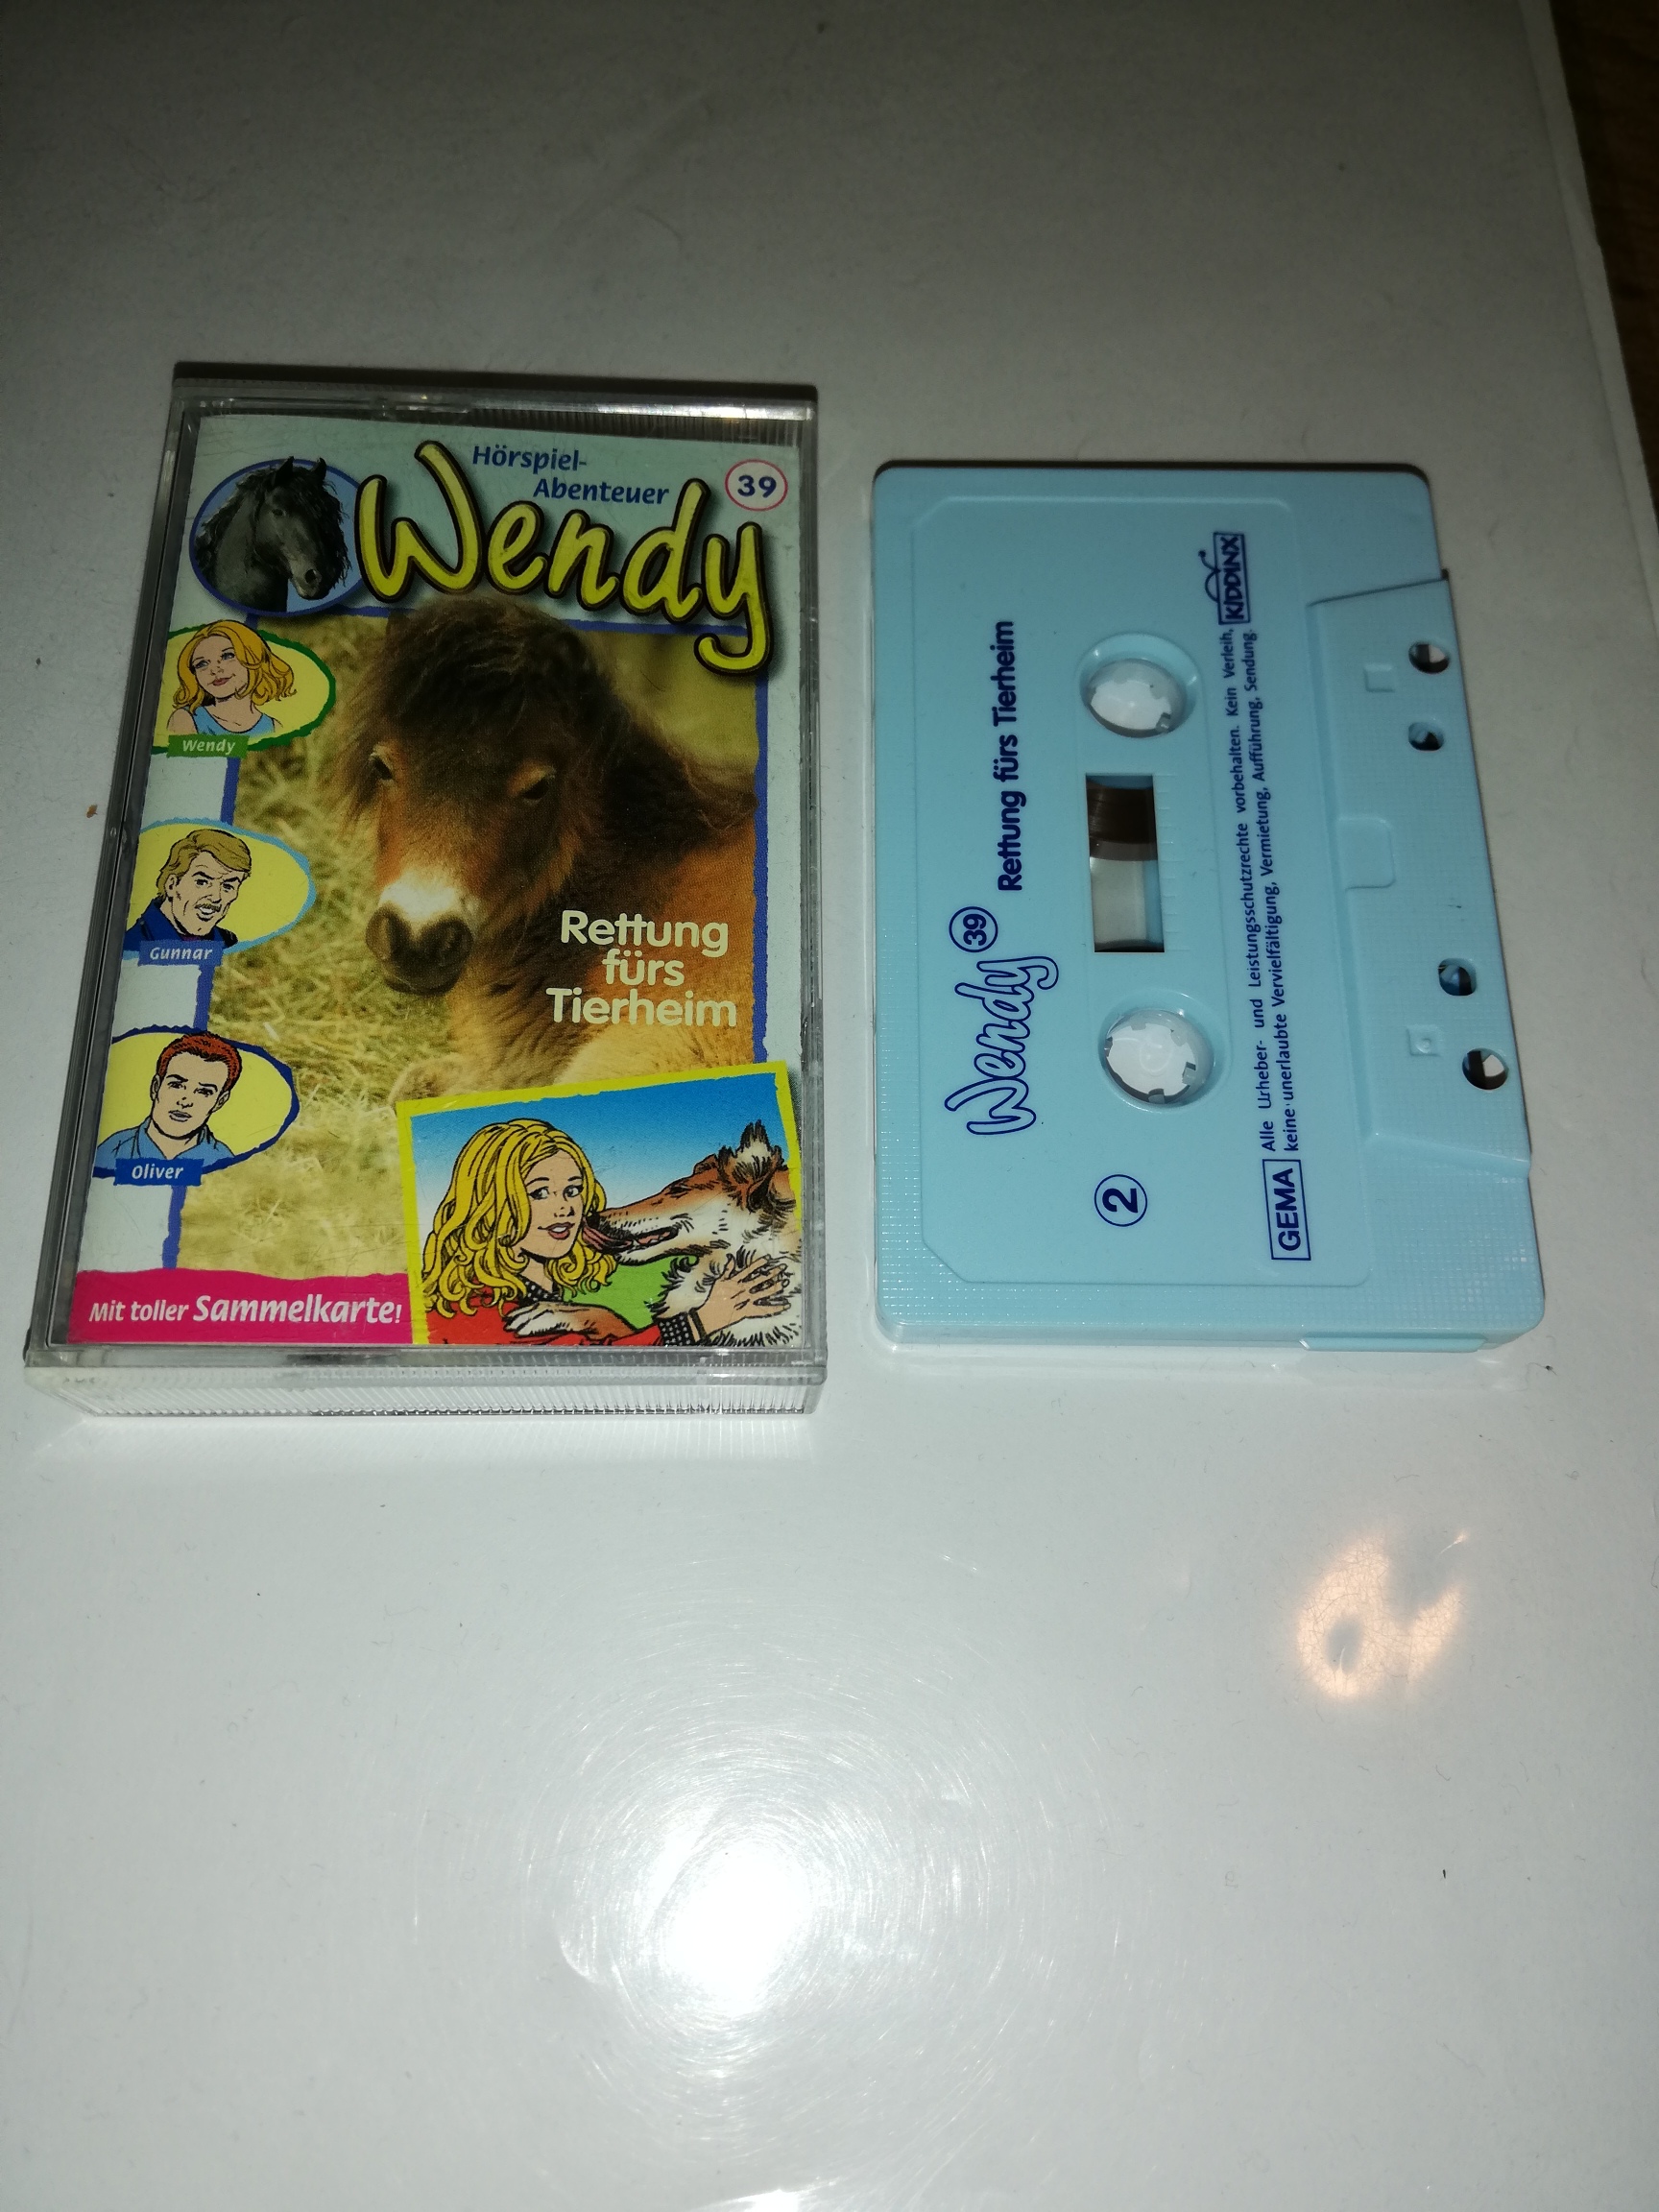 Hörspiel-
Abenteuer
39
Wendy
Wendy
Gunnar
Oliver
Rettung
fürs
Tierheim
Mit toller Sammelkarte!
Wendy 39 Rettung fürs Tierheim
2
GEMA
Alle Urheber- und Leistungsschutzrechte vorbehalten. Kein Verleih,
keine unerlaubte Vervielfältigung, Vermietung, Aufführung, Sendung.
KIDDINX